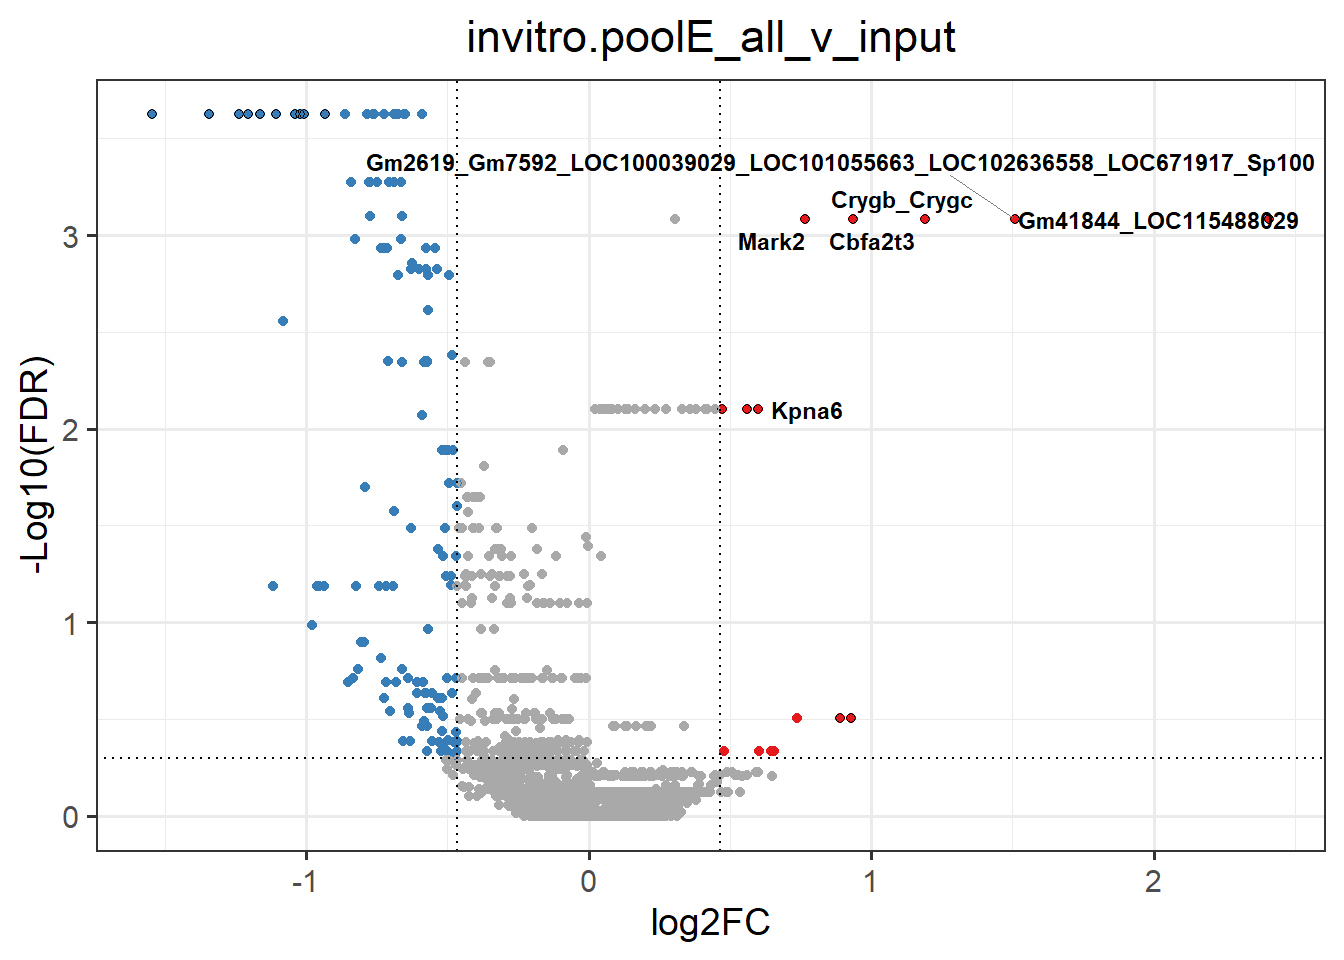 invitro.poolE_all_v_input
Gm2619_Gm7592_LOC100039029_LOC101055663_LOC102636558_LOC671917_Sp100
Crygb_Crygc
Gm41844_LOC115488029
Mark2
Cbfa2t3
Kpna6
-Log10(FDR)
3
2
1
0
-1
0
1
2
log2FC